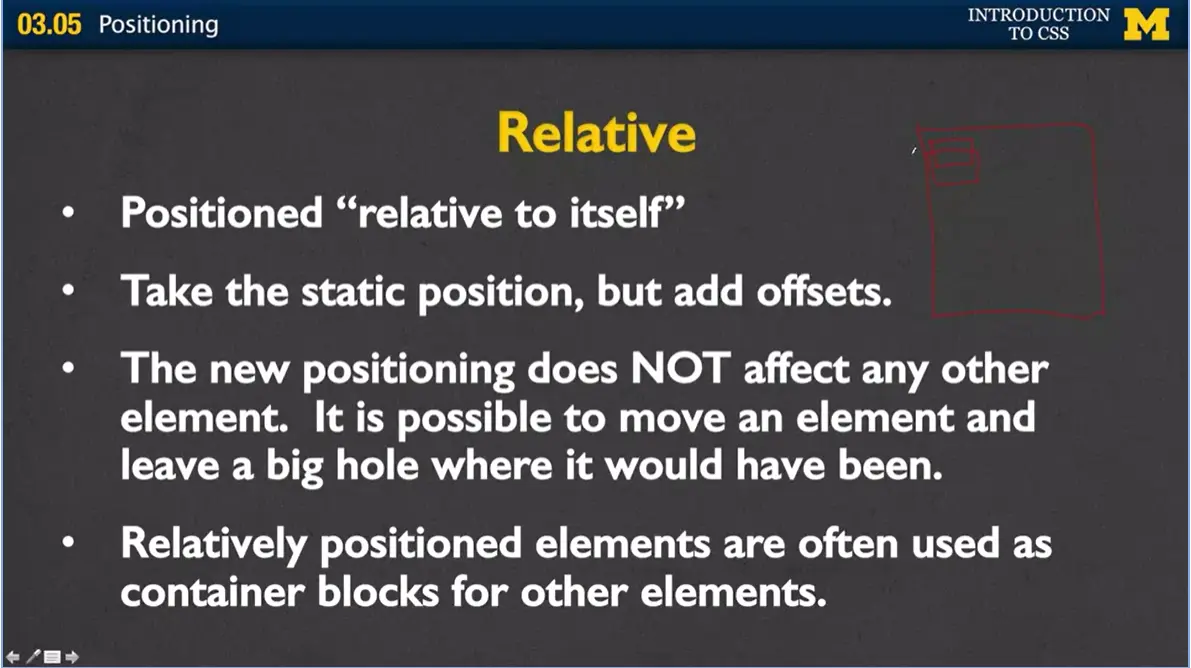 03.05 Positioning
INTRODUCTION
TO CSS
M
Relative
• Positioned “relative to itself”
• Take the static position, but add offsets.
• The new positioning does NOT affect any other
element.  It is possible to move an element and
leave a big hole where it would have been.
• Relatively positioned elements are often used as
container blocks for other elements.